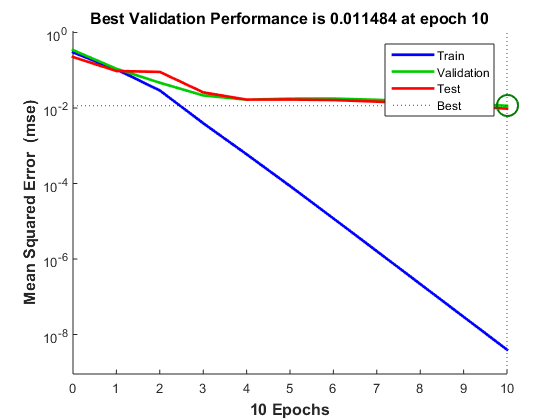 Best Validation Performance is 0.011484 at epoch 10
Mean Squared Error (mse)
10^0
10^-2
10^-4
10^-6
10^-8
Train
Validation
Test
Best
0 1 2 3 4 5 6 7 8 9 10
10 Epochs